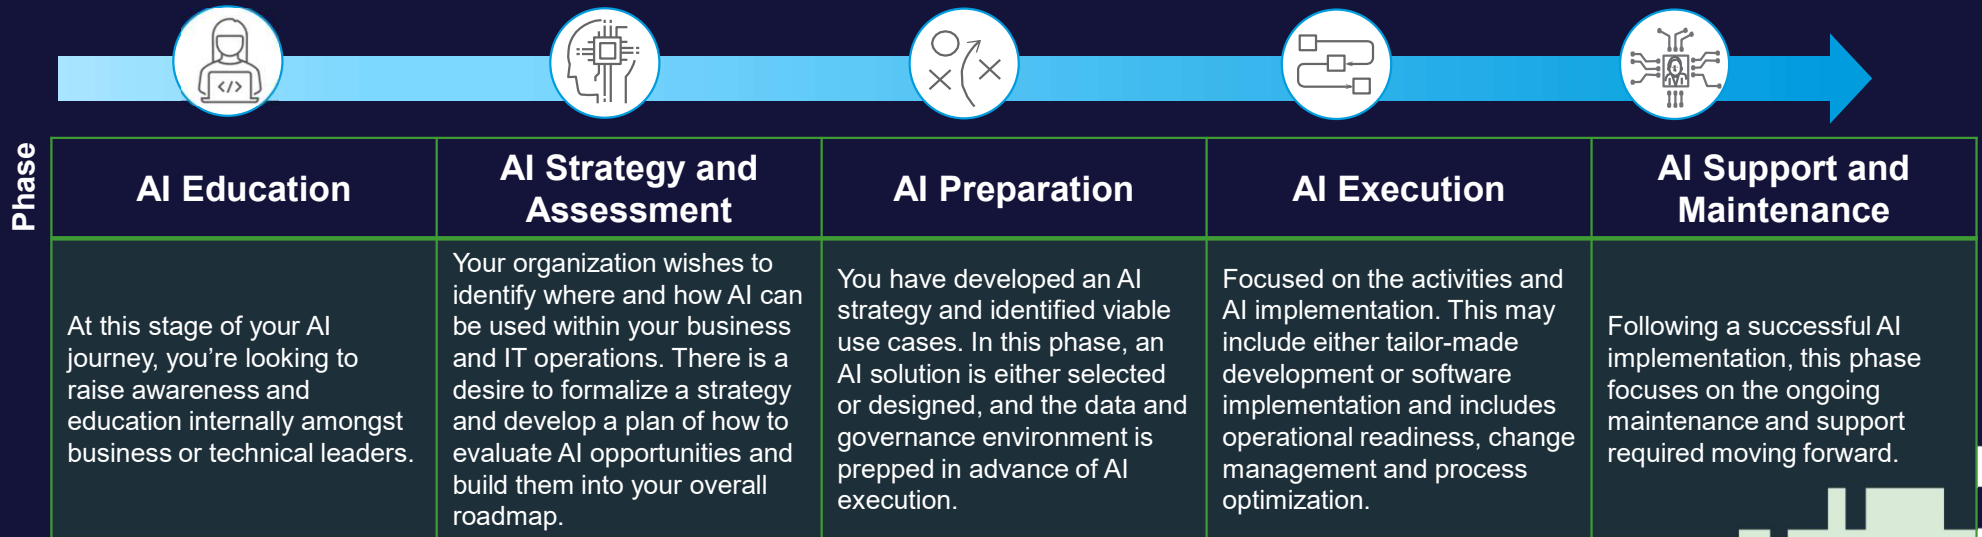 </>
Phase
AI Education
AI Strategy and
Assessment
AI Preparation
AI Execution
AI Support and
Maintenance
At this stage of your AI
journey, you’re looking to
raise awareness and
education internally amongst
business or technical leaders.
Your organization wishes to
identify where and how AI can
be used within your business
and IT operations. There is a
desire to formalize a strategy
and develop a plan of how to
evaluate AI opportunities and
build them into your overall
roadmap.
You have developed an AI
strategy and identified viable
use cases. In this phase, an
AI solution is either selected
or designed, and the data and
governance environment is
prepped in advance of AI
execution.
Focused on the activities and
AI implementation. This may
include either tailor-made
development or software
implementation and includes
operational readiness, change
management and process
optimization.
Following a successful AI
implementation, this phase
focuses on the ongoing
maintenance and support
required moving forward.